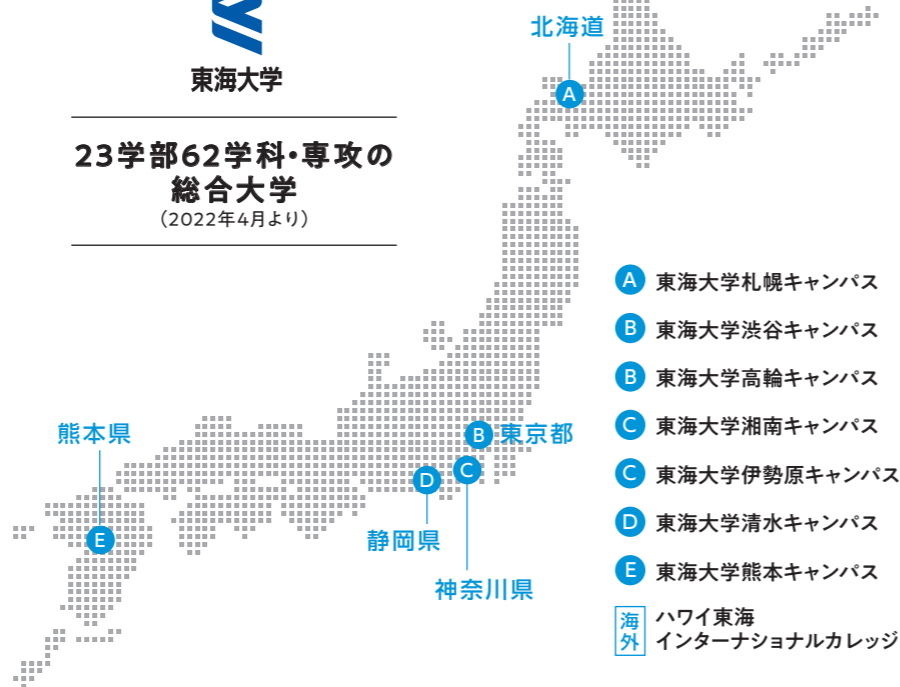 東海大学
23学部62学科・専攻の
総合大学
(2022年4月より)
北海道
A
熊本県
E
B
東京都
C
D
静岡県
神奈川県
A 東海大学札幌キャンパス
B 東海大学渋谷キャンパス
B 東海大学高輪キャンパス
C 東海大学湘南キャンパス
C 東海大学伊勢原キャンパス
D 東海大学清水キャンパス
E 東海大学熊本キャンパス
海外
ハワイ東海
インターナショナルカレッジ